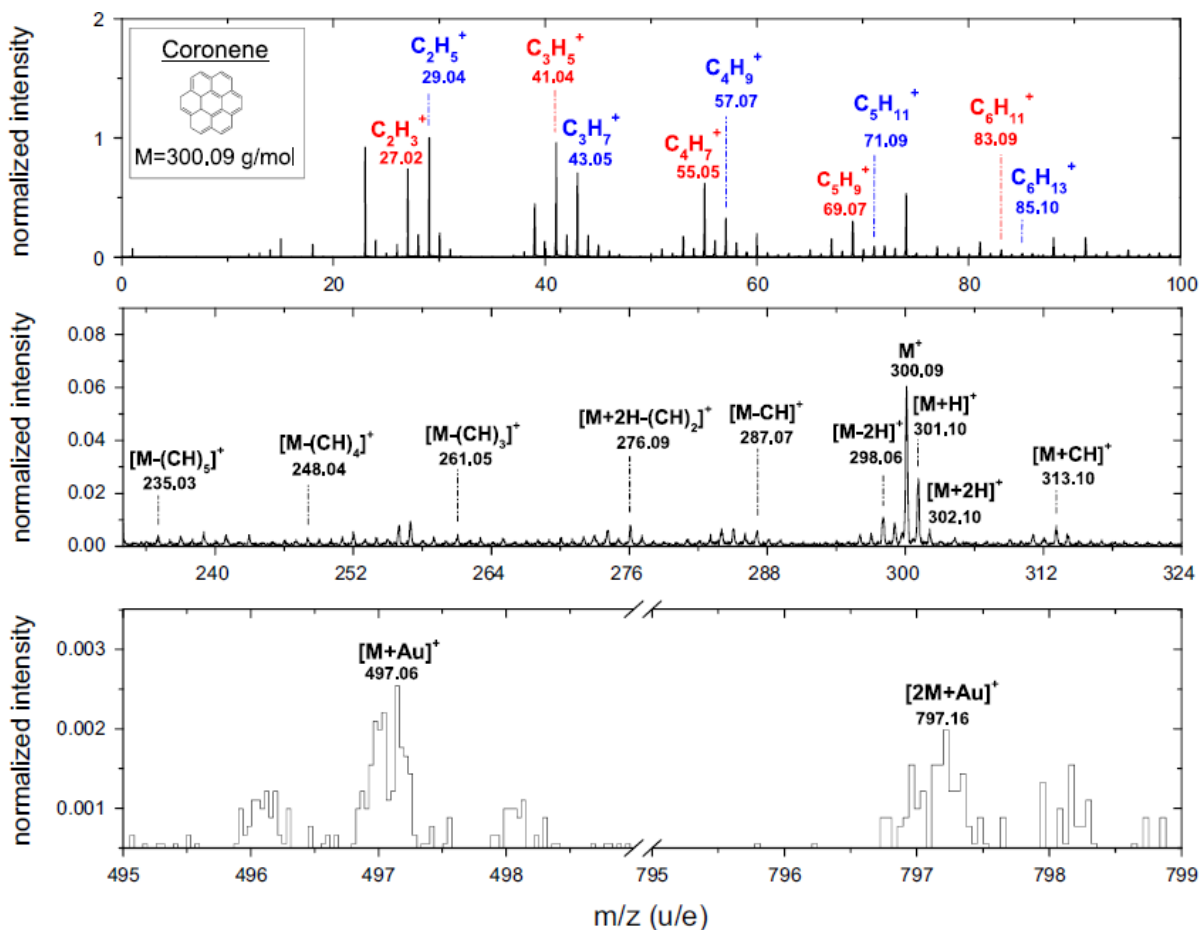 Coronene
M=300.09 g/mol
normalized intensity
2
1
0
C₂H₃⁺
27.02
C₂H₅⁺
29.04
C₃H₅⁺
41.04
C₃H₇⁺
43.05
C₄H₇⁺
55.05
C₄H₉⁺
57.07
C₅H₉⁺
69.07
C₅H₁₁⁺
71.09
C₆H₁₁⁺
83.09
C₆H₁₃⁺
85.10
0 20 40 60 80 100
normalized intensity
0.08
0.06
0.04
0.02
0.00
[M-(CH)₅]⁺
235.03
[M-(CH)₄]⁺
248.04
[M-(CH)₃]⁺
261.05
[M+2H-(CH)₂]⁺
276.09
[M-CH]⁺
287.07
[M-2H]⁺
298.06
M⁺
300.09
[M+H]⁺
301.10
[M+2H]⁺
302.10
[M+CH]⁺
313.10
240 252 264 276 288 300 312 324
normalized intensity
0.003
0.002
0.001
[M+Au]⁺
497.06
[2M+Au]⁺
797.16
495 496 497 498 795 796 797 798 799
m/z (u/e)